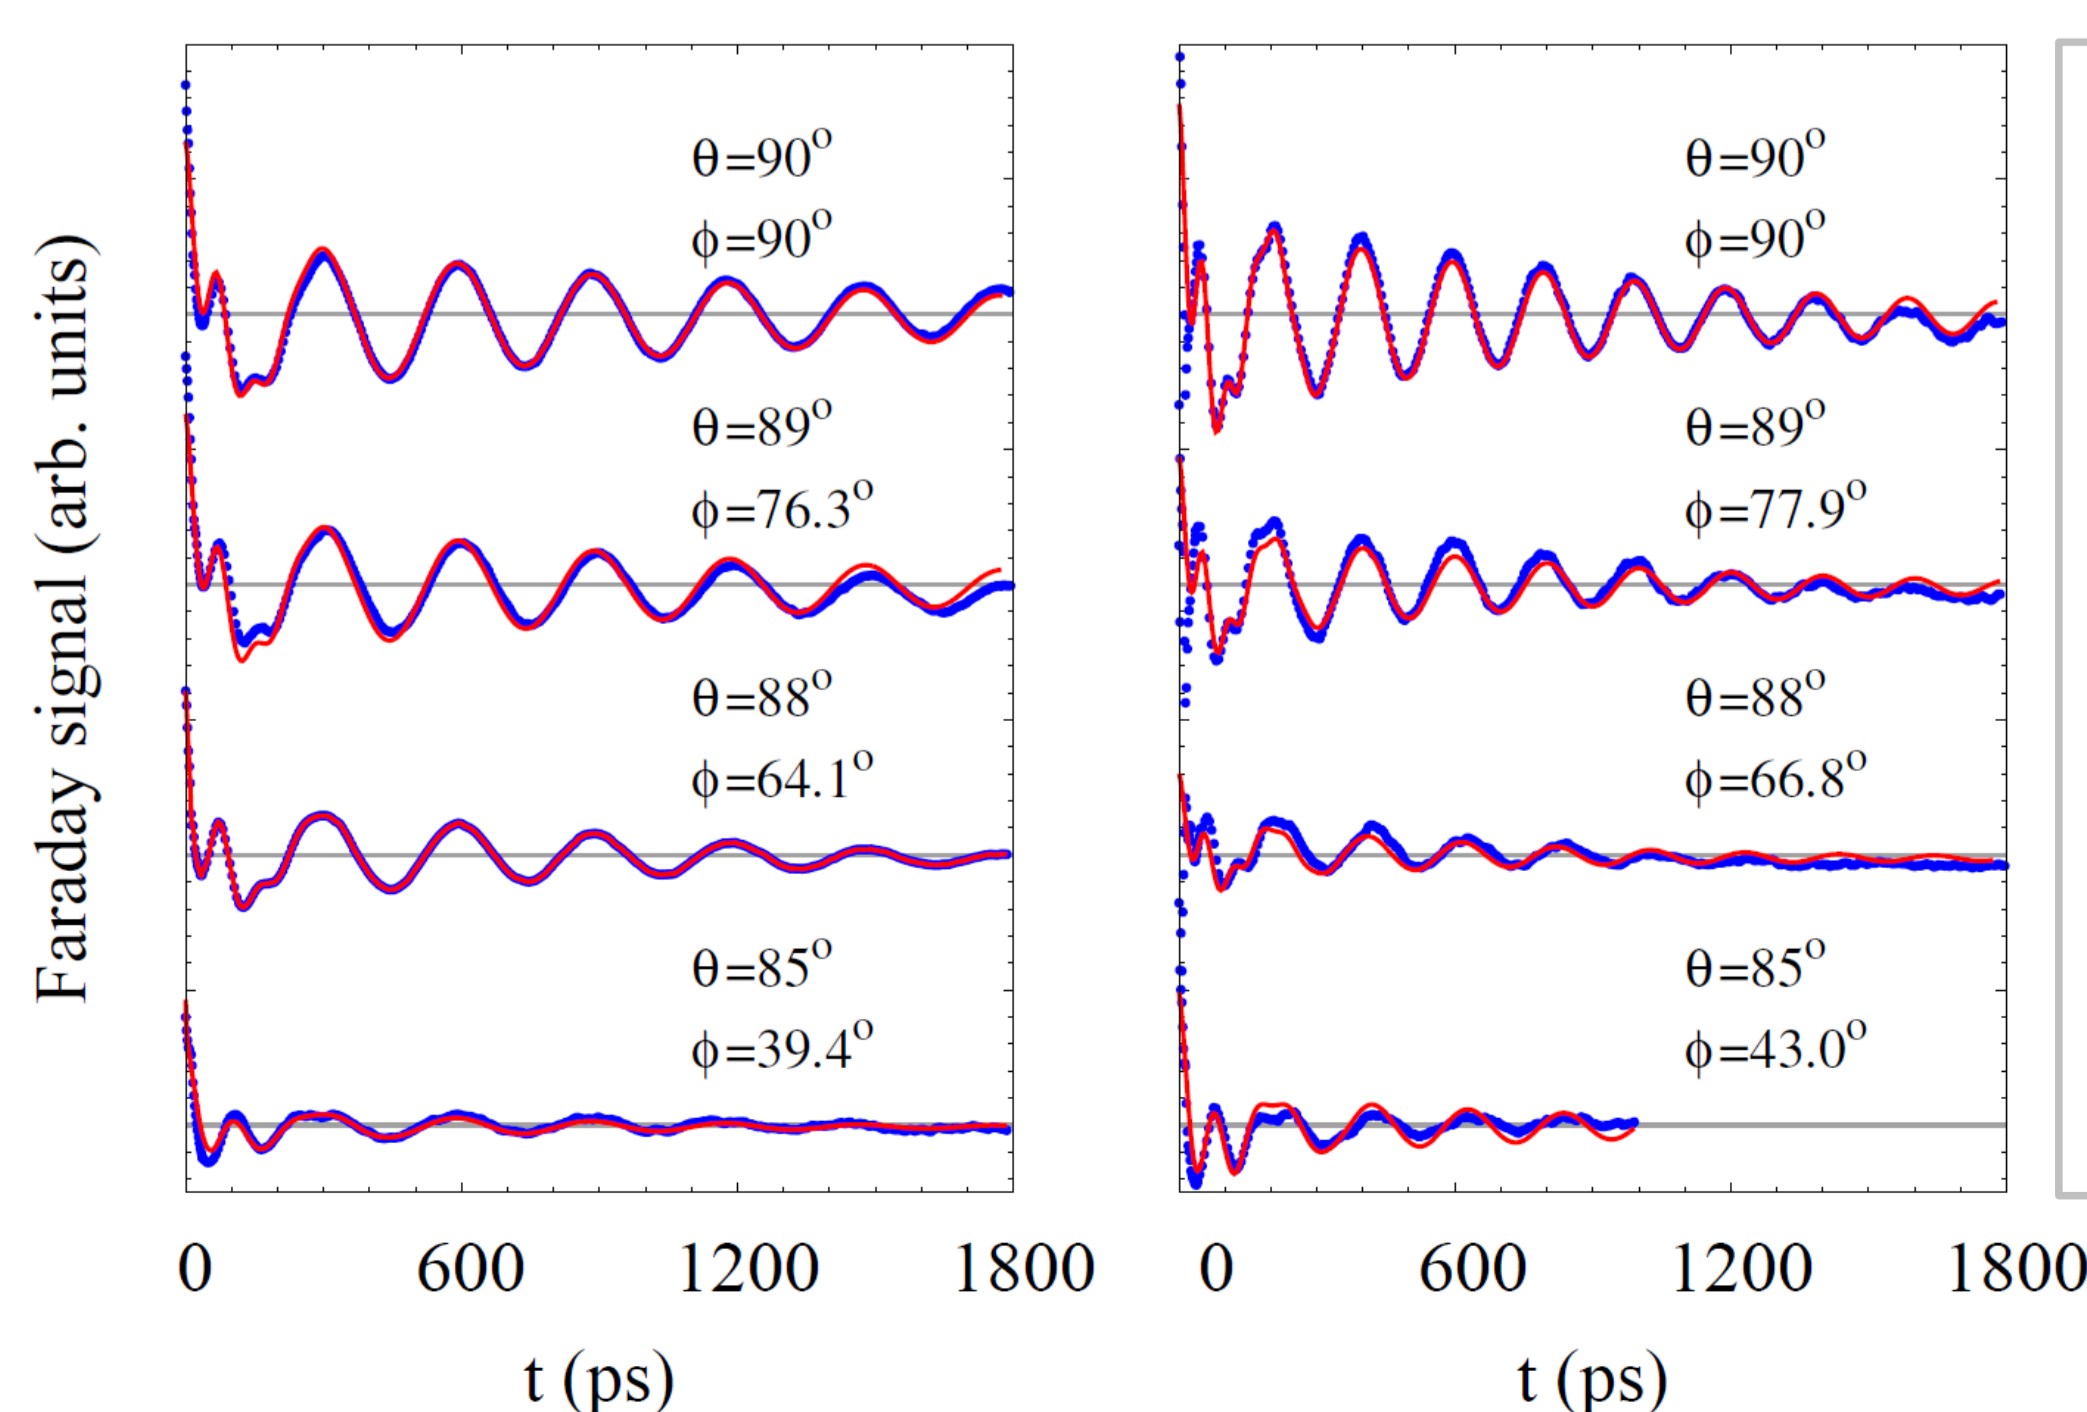 Faraday signal (arb. units)
θ=90°
ϕ=90°
θ=89°
ϕ=76.3°
θ=88°
ϕ=64.1°
θ=85°
ϕ=39.4°
0 600 1200 1800
t (ps)
θ=90°
ϕ=90°
θ=89°
ϕ=77.9°
θ=88°
ϕ=66.8°
θ=85°
ϕ=43.0°
0 600 1200 1800
t (ps)